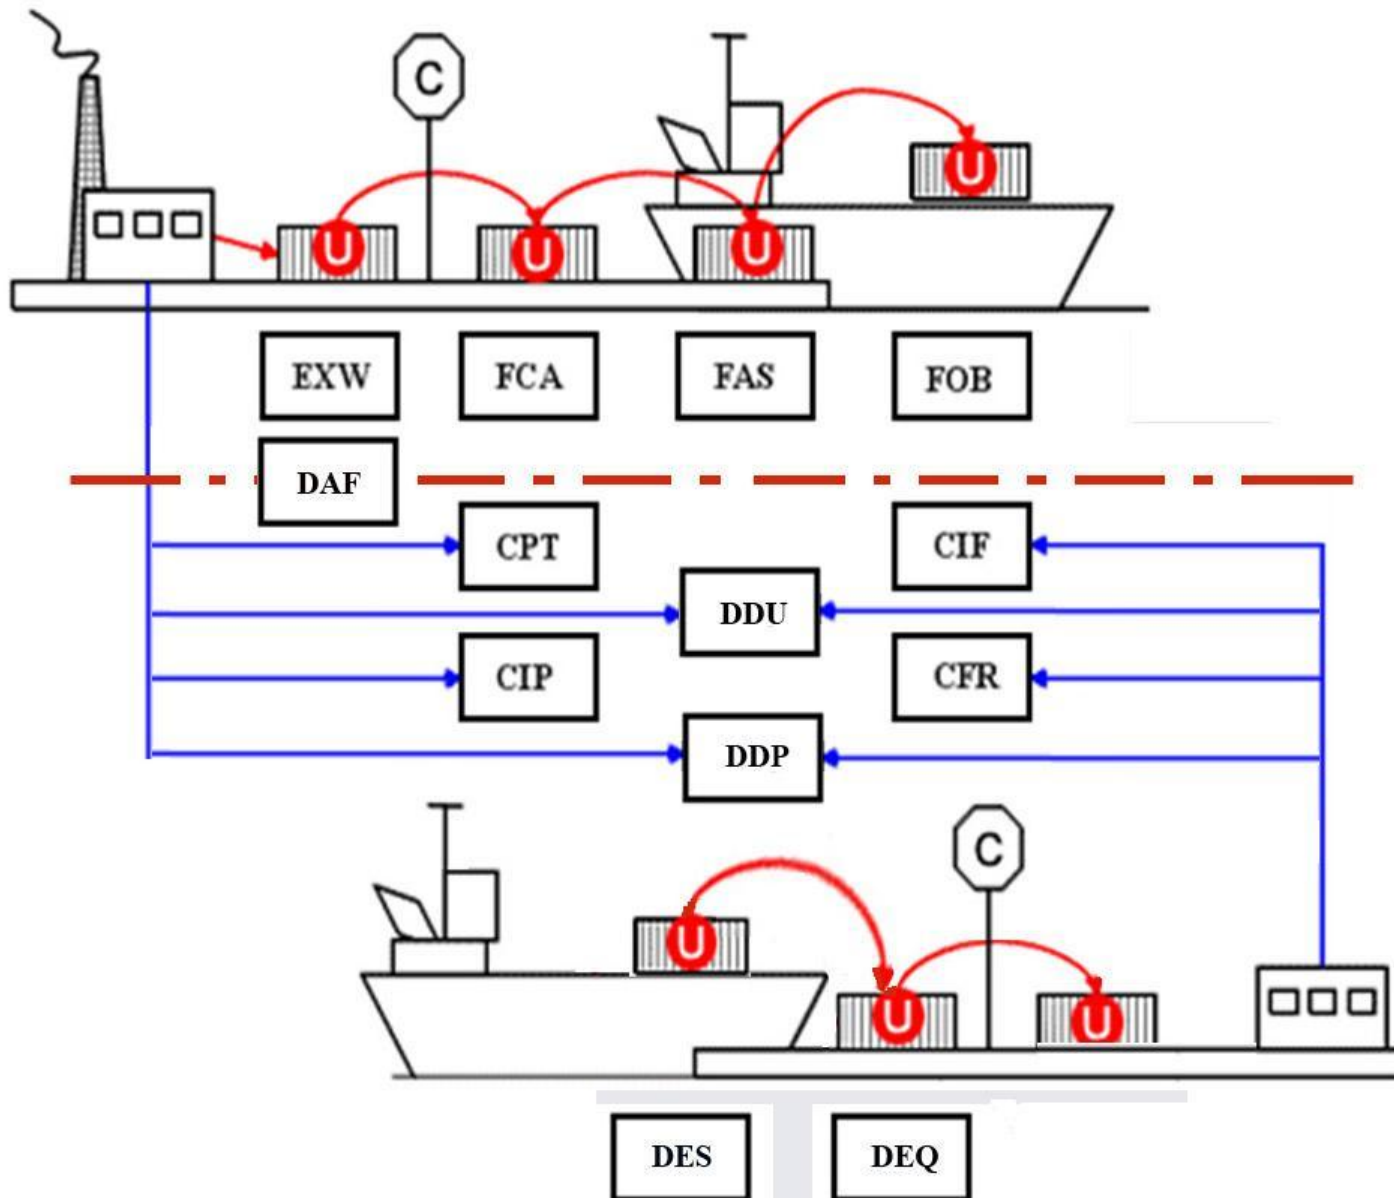 C
U
U
U
U
EXW
FCA
FAS
FOB
DAF
CPT
CIF
DDU
CIP
CFR
DDP
C
U
U
U
DES
DEQ